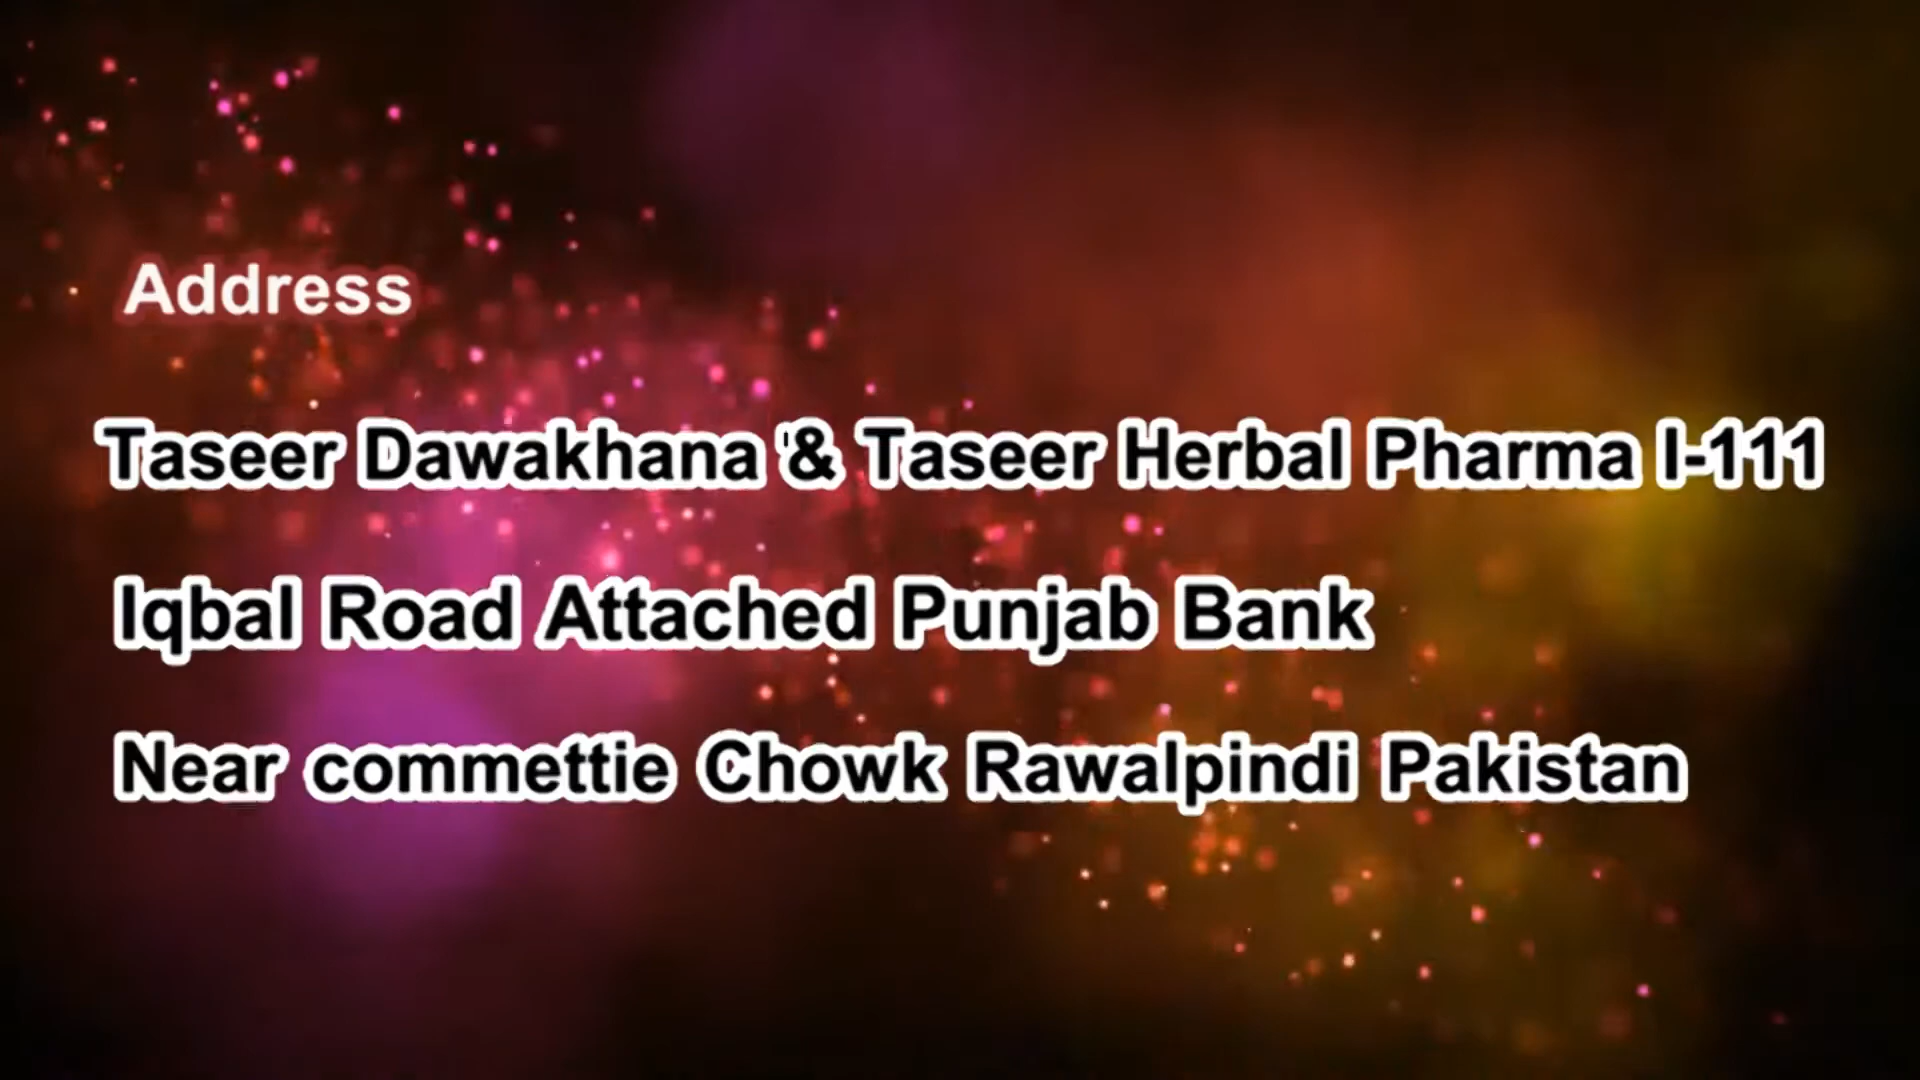 Address
Taseer Dawakhana & Taseer Herbal Pharma I-111
Iqbal Road Attached Punjab Bank
Near commettie Chowk Rawalpindi Pakistan